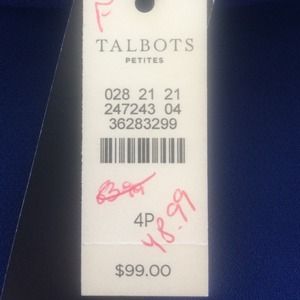 TALBOTS
PETITES
028 21 21
247243 04
36283299
4P
48.99
$99.00